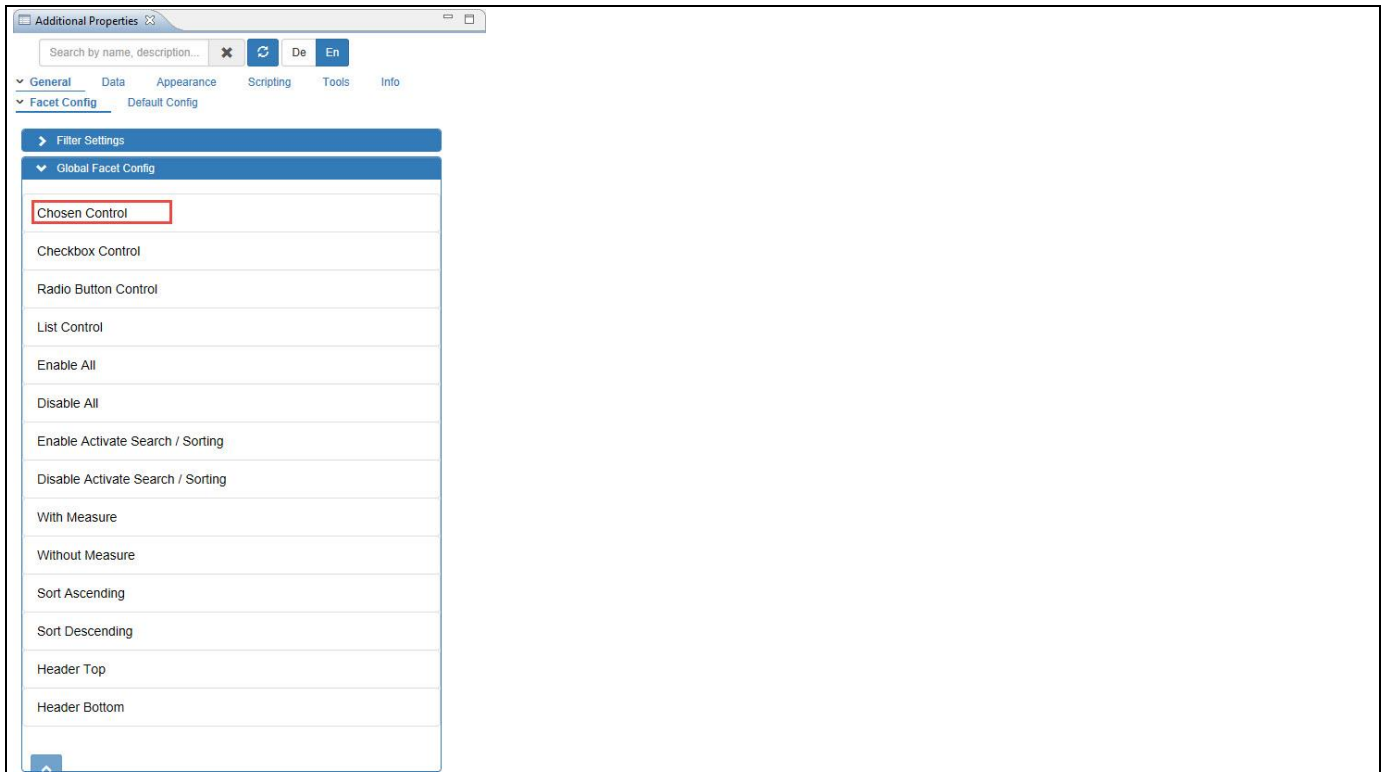 Additional Properties
Search by name, description... De En
General Data Appearance Scripting Tools Info
Facet Config Default Config
Filter Settings
Global Facet Config
Chosen Control
Checkbox Control
Radio Button Control
List Control
Enable All
Disable All
Enable Activate Search / Sorting
Disable Activate Search / Sorting
With Measure
Without Measure
Sort Ascending
Sort Descending
Header Top
Header Bottom